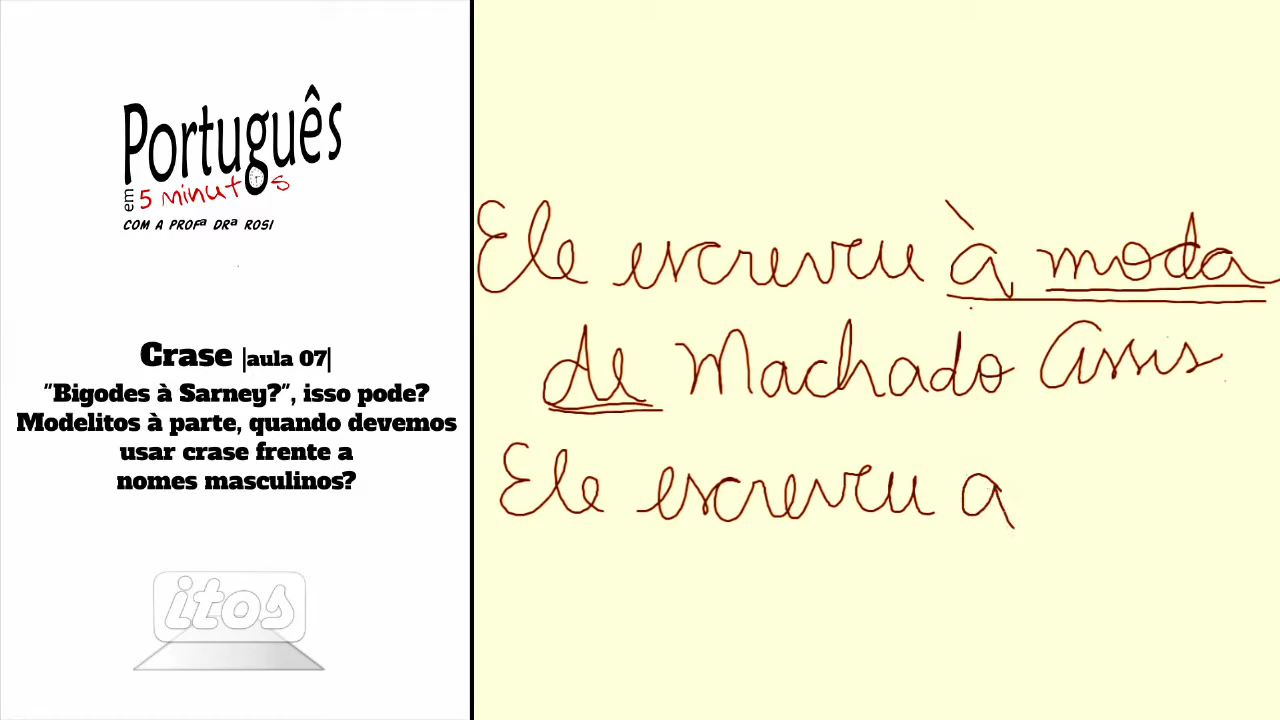 Português
em 5 minutos
COM A PROFª DRª ROSI
Crase |aula 07|
"Bigodes à Sarney?", isso pode?
Modelitos à parte, quando devemos
usar crase frente a
nomes masculinos?
itos
Ele escreveu à moda
de Machado Assis
Ele escreveu a